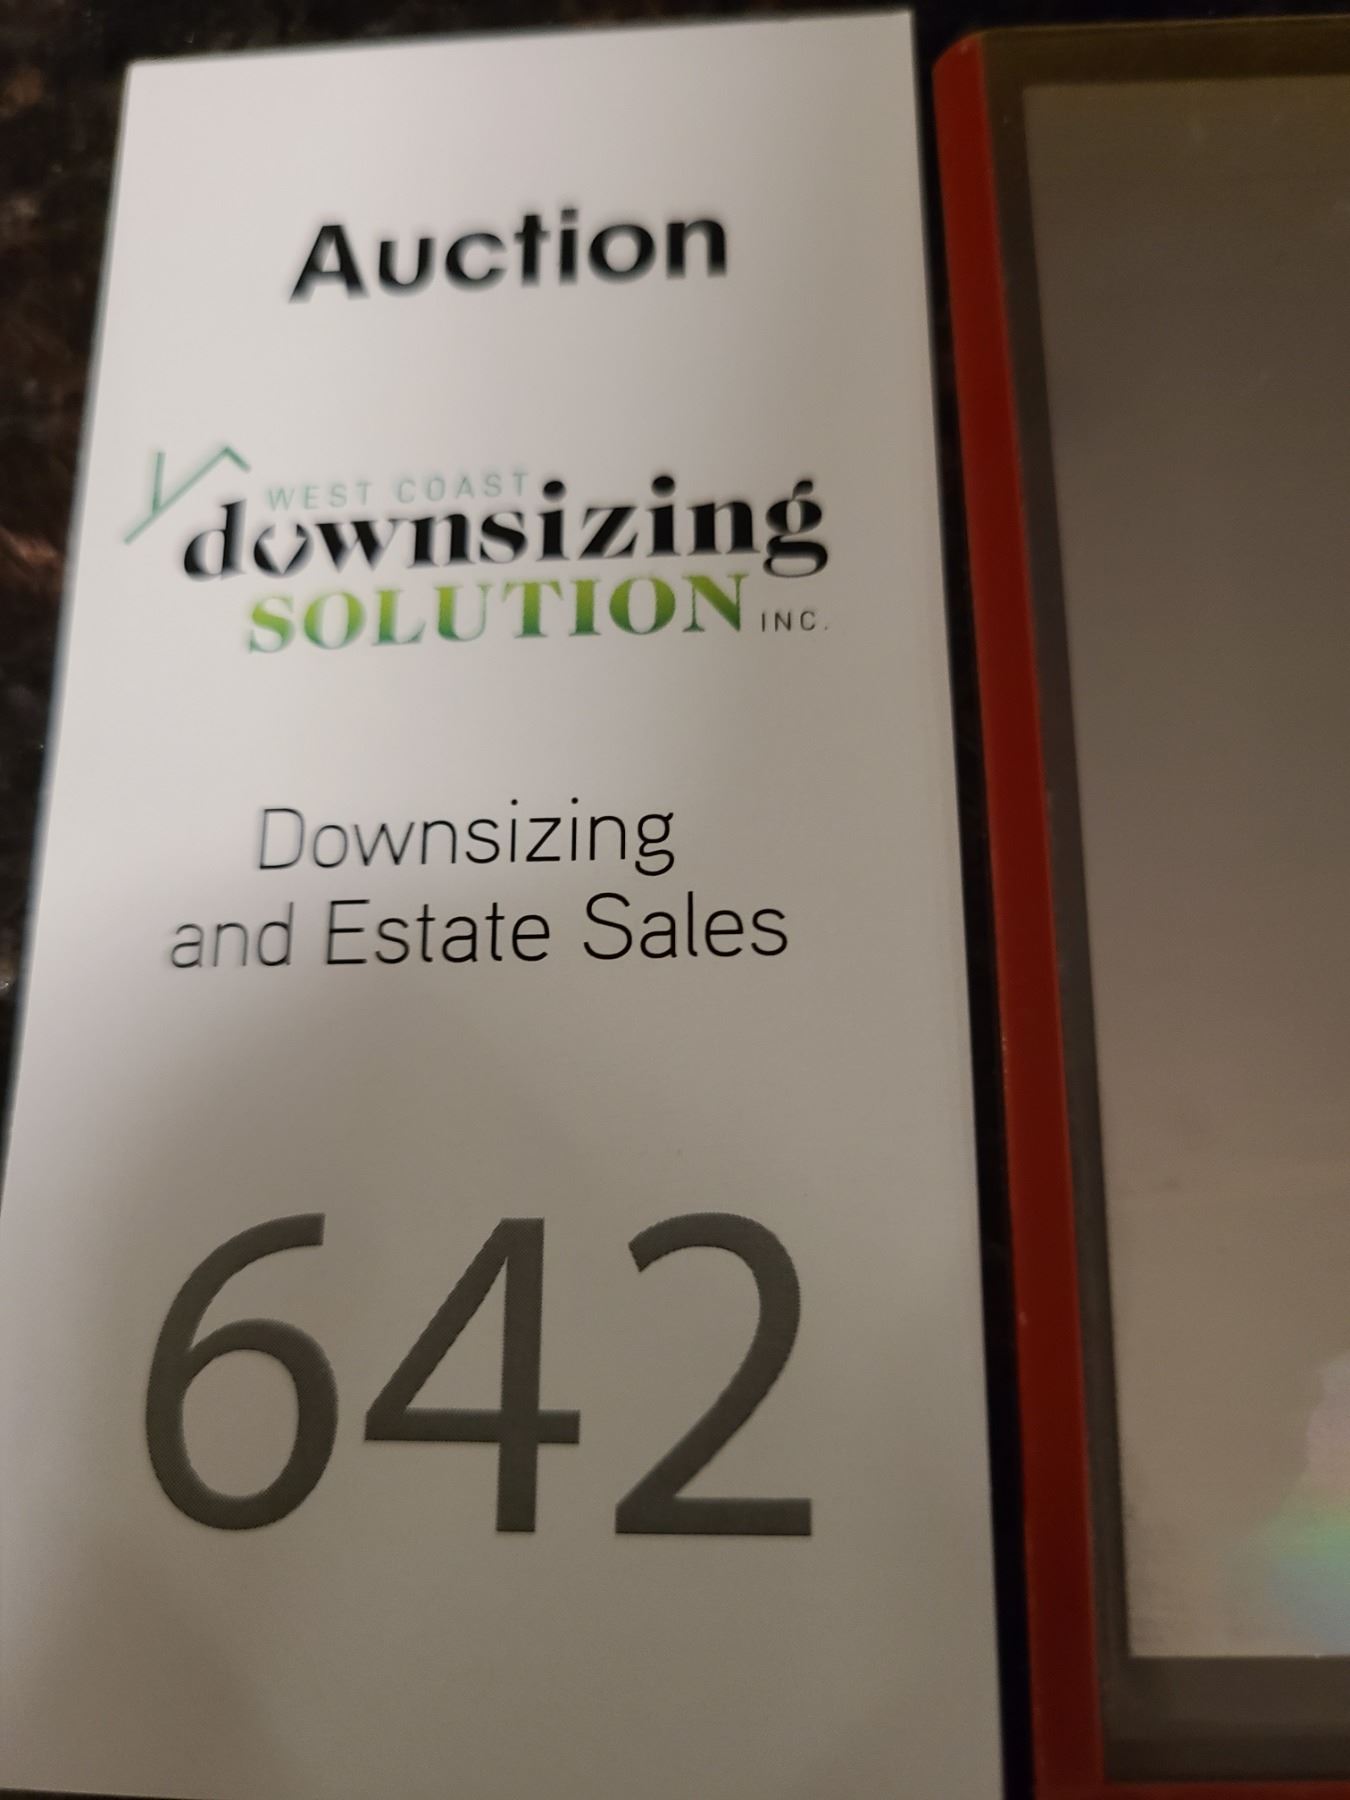 Auction
WEST COAST
downsizing
SOLUTION INC.
Downsizing
and Estate Sales
642